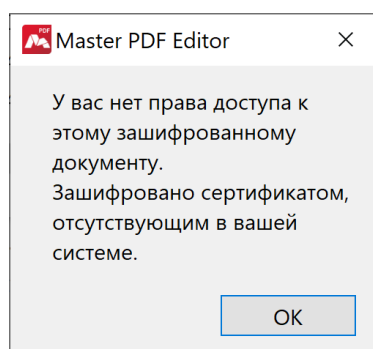 PDF
Master PDF Editor
У вас нет права доступа к
этому зашифрованному
документу.
Зашифровано сертификатом,
отсутствующим в вашей
системе.
OK